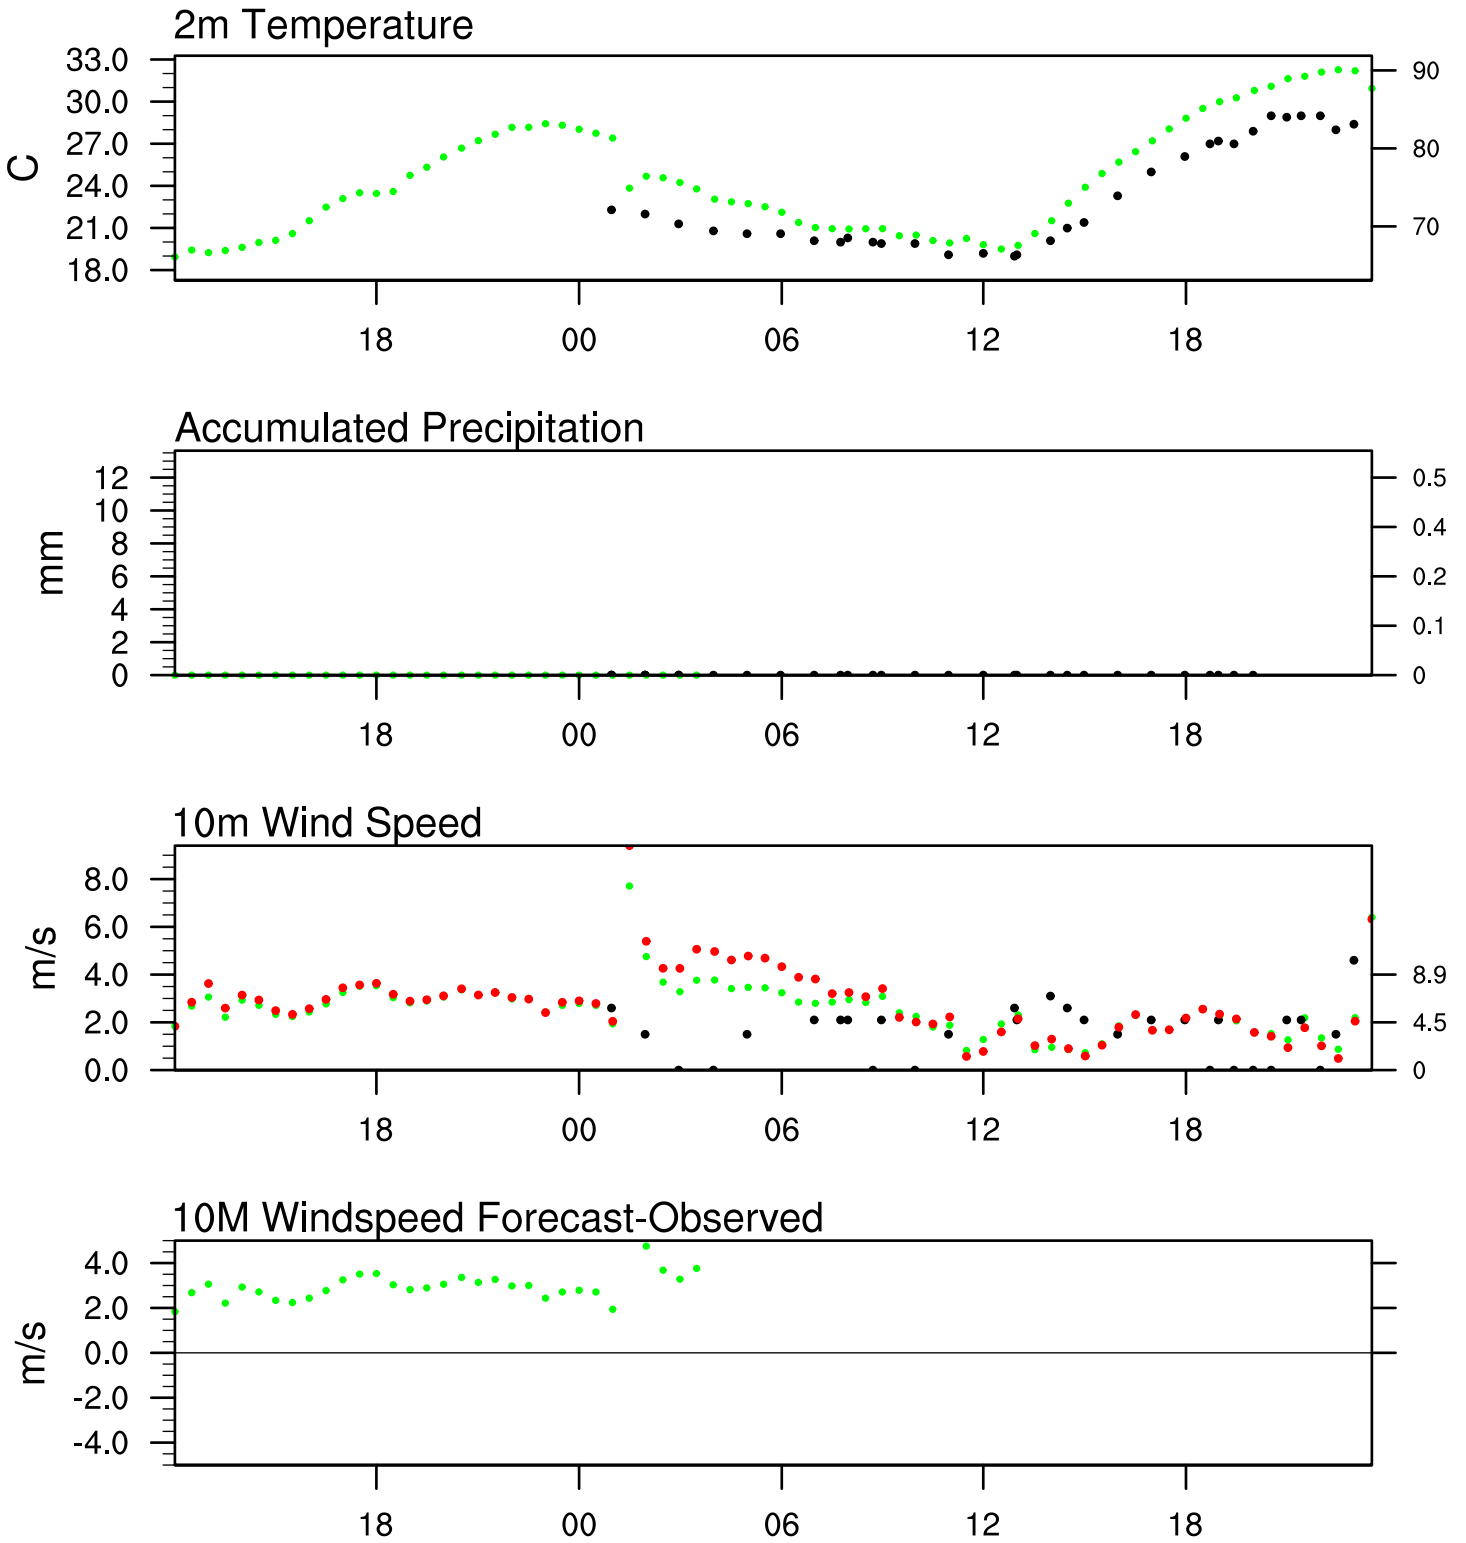 2m Temperature
33.0
30.0
27.0
24.0
21.0
18.0
C
90
80
70
18 00 06 12 18
Accumulated Precipitation
12
10
8
6
4
2
0
mm
0.5
0.4
0.2
0.1
0
18 00 06 12 18
10m Wind Speed
8.0
6.0
4.0
2.0
0.0
m/s
8.9
4.5
0
18 00 06 12 18
10M Windspeed Forecast-Observed
4.0
2.0
0.0
-2.0
-4.0
m/s
18 00 06 12 18